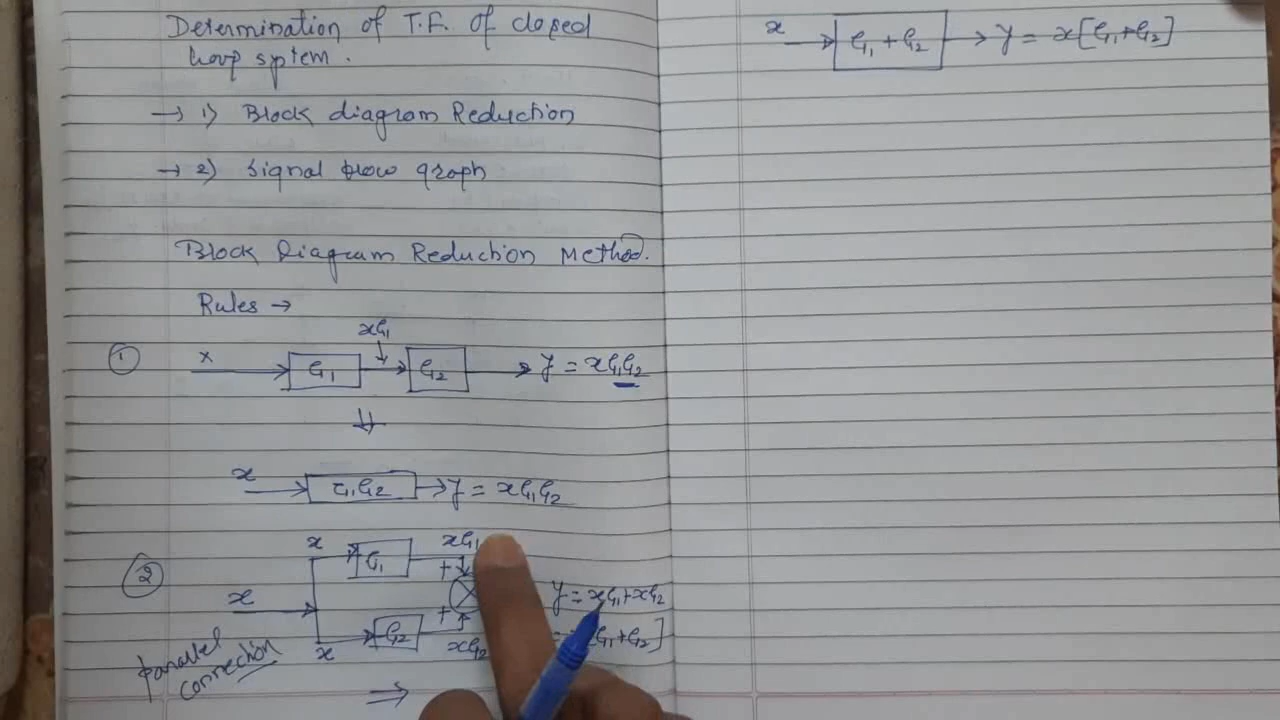 Determination of T.F. of closed
loop system.
→ 1) Block diagram Reduction
→ 2) Signal flow graph
Block Diagram Reduction Method.
Rules →
xG₁
① x → G₁ → G₂ → y = xG₁G₂
⇓
x → G₁G₂ → y = xG₁G₂
② x G₁ xG₁
+
x y = xG₁+xG₂
+
x G₂ xG₂ = [G₁+G₂]
parallel
connection
⇒
x → G₁ + G₂ → y = x[G₁+G₂]